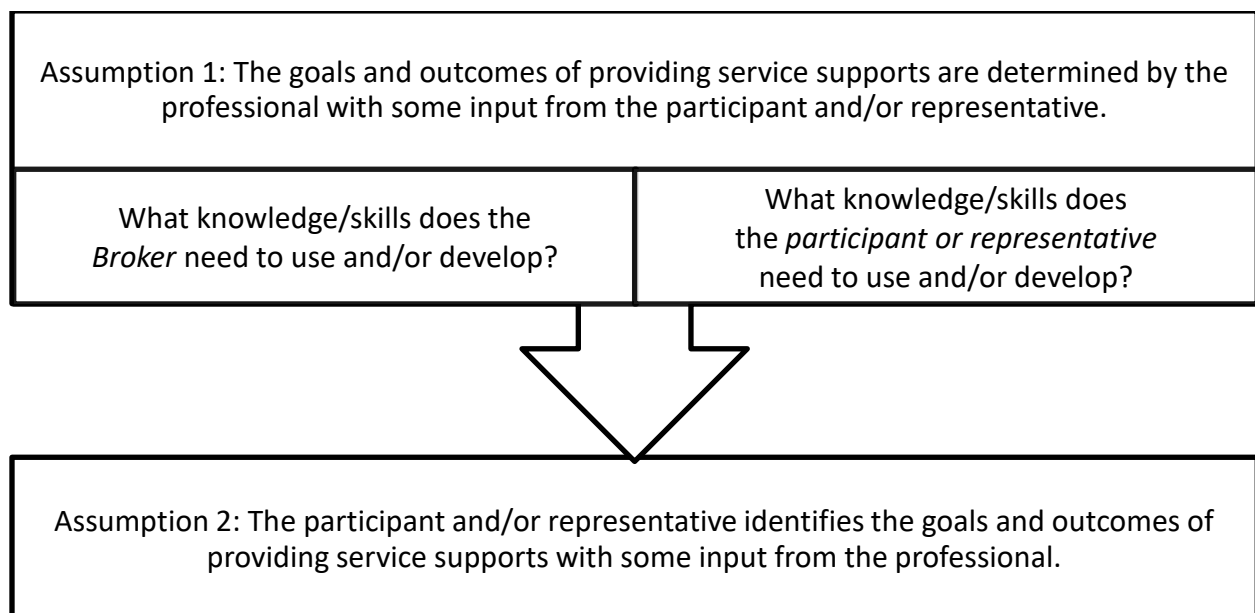 Assumption 1: The goals and outcomes of providing service supports are determined by the
professional with some input from the participant and/or representative.
What knowledge/skills does the
Broker need to use and/or develop?
What knowledge/skills does
the participant or representative
need to use and/or develop?
Assumption 2: The participant and/or representative identifies the goals and outcomes of
providing service supports with some input from the professional.